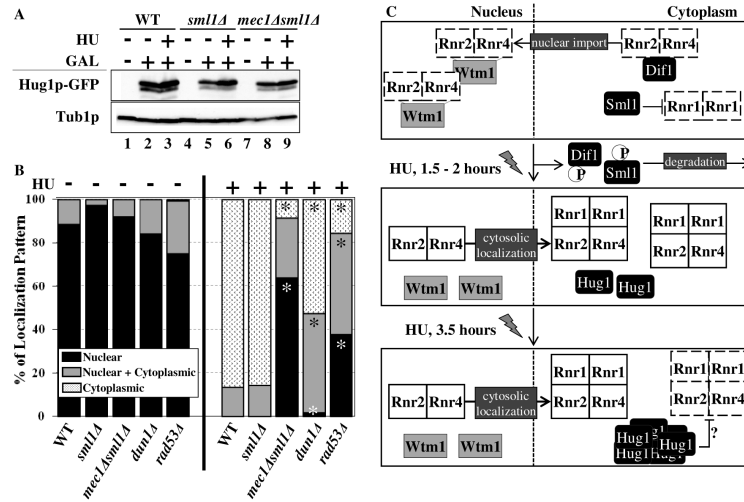 A
WT sml1Δ mec1Δsml1Δ
HU - + - + - +
GAL - + + - + + - + +
Hug1p-GFP
Tub1p
1 2 3 4 5 6 7 8 9
B
HU - - - - - + + + + +
% of Localization Pattern
100
80
60
40
20
0
Nuclear
Nuclear + Cytoplasmic
Cytoplasmic
* * *
* *
* *
*
WT sml1Δ mec1Δsml1Δ dun1Δ rad53Δ
WT sml1Δ mec1Δsml1Δ dun1Δ rad53Δ
C
Nucleus Cytoplasm
Rnr2 Rnr4 nuclear import Rnr2 Rnr4
Wtm1 Dif1
Rnr2 Rnr4
Wtm1
Sml1 Rnr1 Rnr1
HU, 1.5 - 2 hours
Dif1 P
P Sml1
degradation
Rnr1 Rnr1
Rnr2 Rnr4
cytosolic
localization
Rnr2 Rnr4
Rnr1 Rnr1
Rnr2 Rnr4
Wtm1 Wtm1
Hug1 Hug1
HU, 3.5 hours
Rnr1 Rnr1
Rnr2 Rnr4
cytosolic
localization
Rnr2 Rnr4
Rnr1 Rnr1
Rnr2 Rnr4
Wtm1 Wtm1
Hug1
Hug1 Hug1
Hug1 Hug1
?